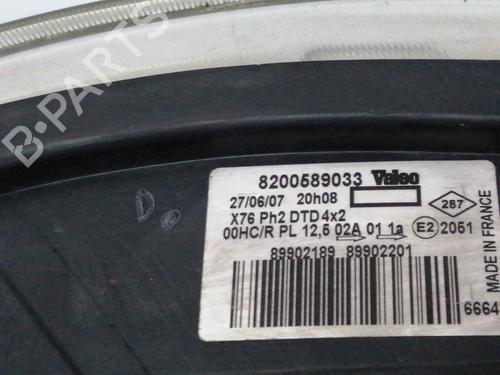 B-PARTS
D.
8200589033 Valeo
27/06/07 20h08
X76 Ph2 DTD 4x2
00HC/R PL 12,5 02A 01 1a E2 2051
287
89902189 89902201
MADE IN FRANCE
6664